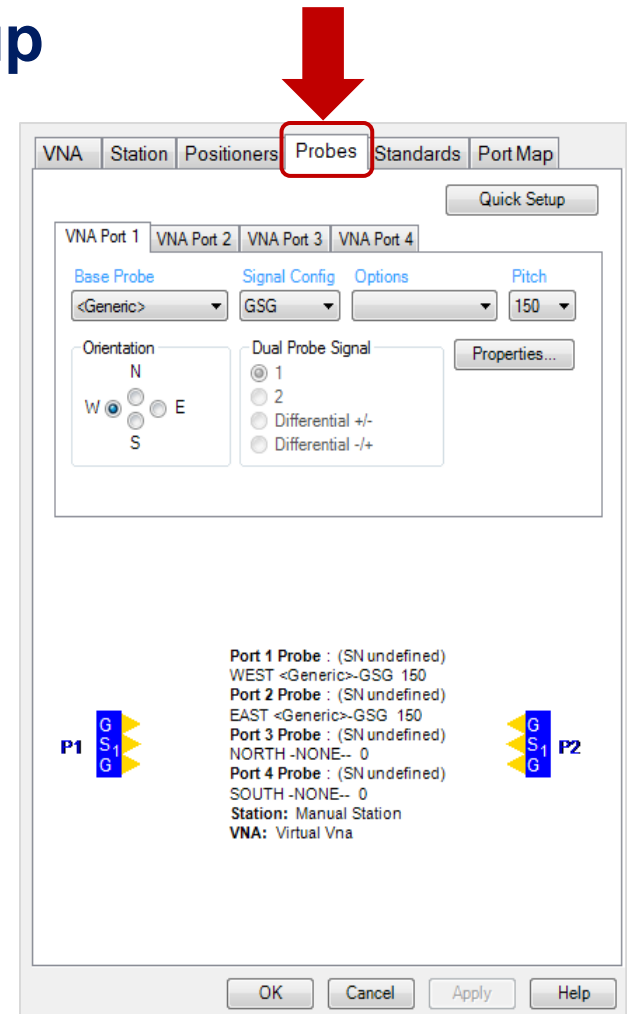 up
VNA Station Positioners Probes Standards Port Map
Quick Setup
VNA Port 1 VNA Port 2 VNA Port 3 VNA Port 4
Base Probe Signal Config Options Pitch
<Generic> GSG 150
Orientation Dual Probe Signal Properties...
N 1
W E 2
S Differential +/-
Differential -/+
Port 1 Probe : (SN undefined)
WEST <Generic>-GSG 150
Port 2 Probe : (SN undefined)
EAST <Generic>-GSG 150
Port 3 Probe : (SN undefined)
NORTH -NONE-- 0
Port 4 Probe : (SN undefined)
SOUTH -NONE-- 0
Station: Manual Station
VNA: Virtual Vna
G G
P1 S1 S1 P2
G G
OK Cancel Apply Help